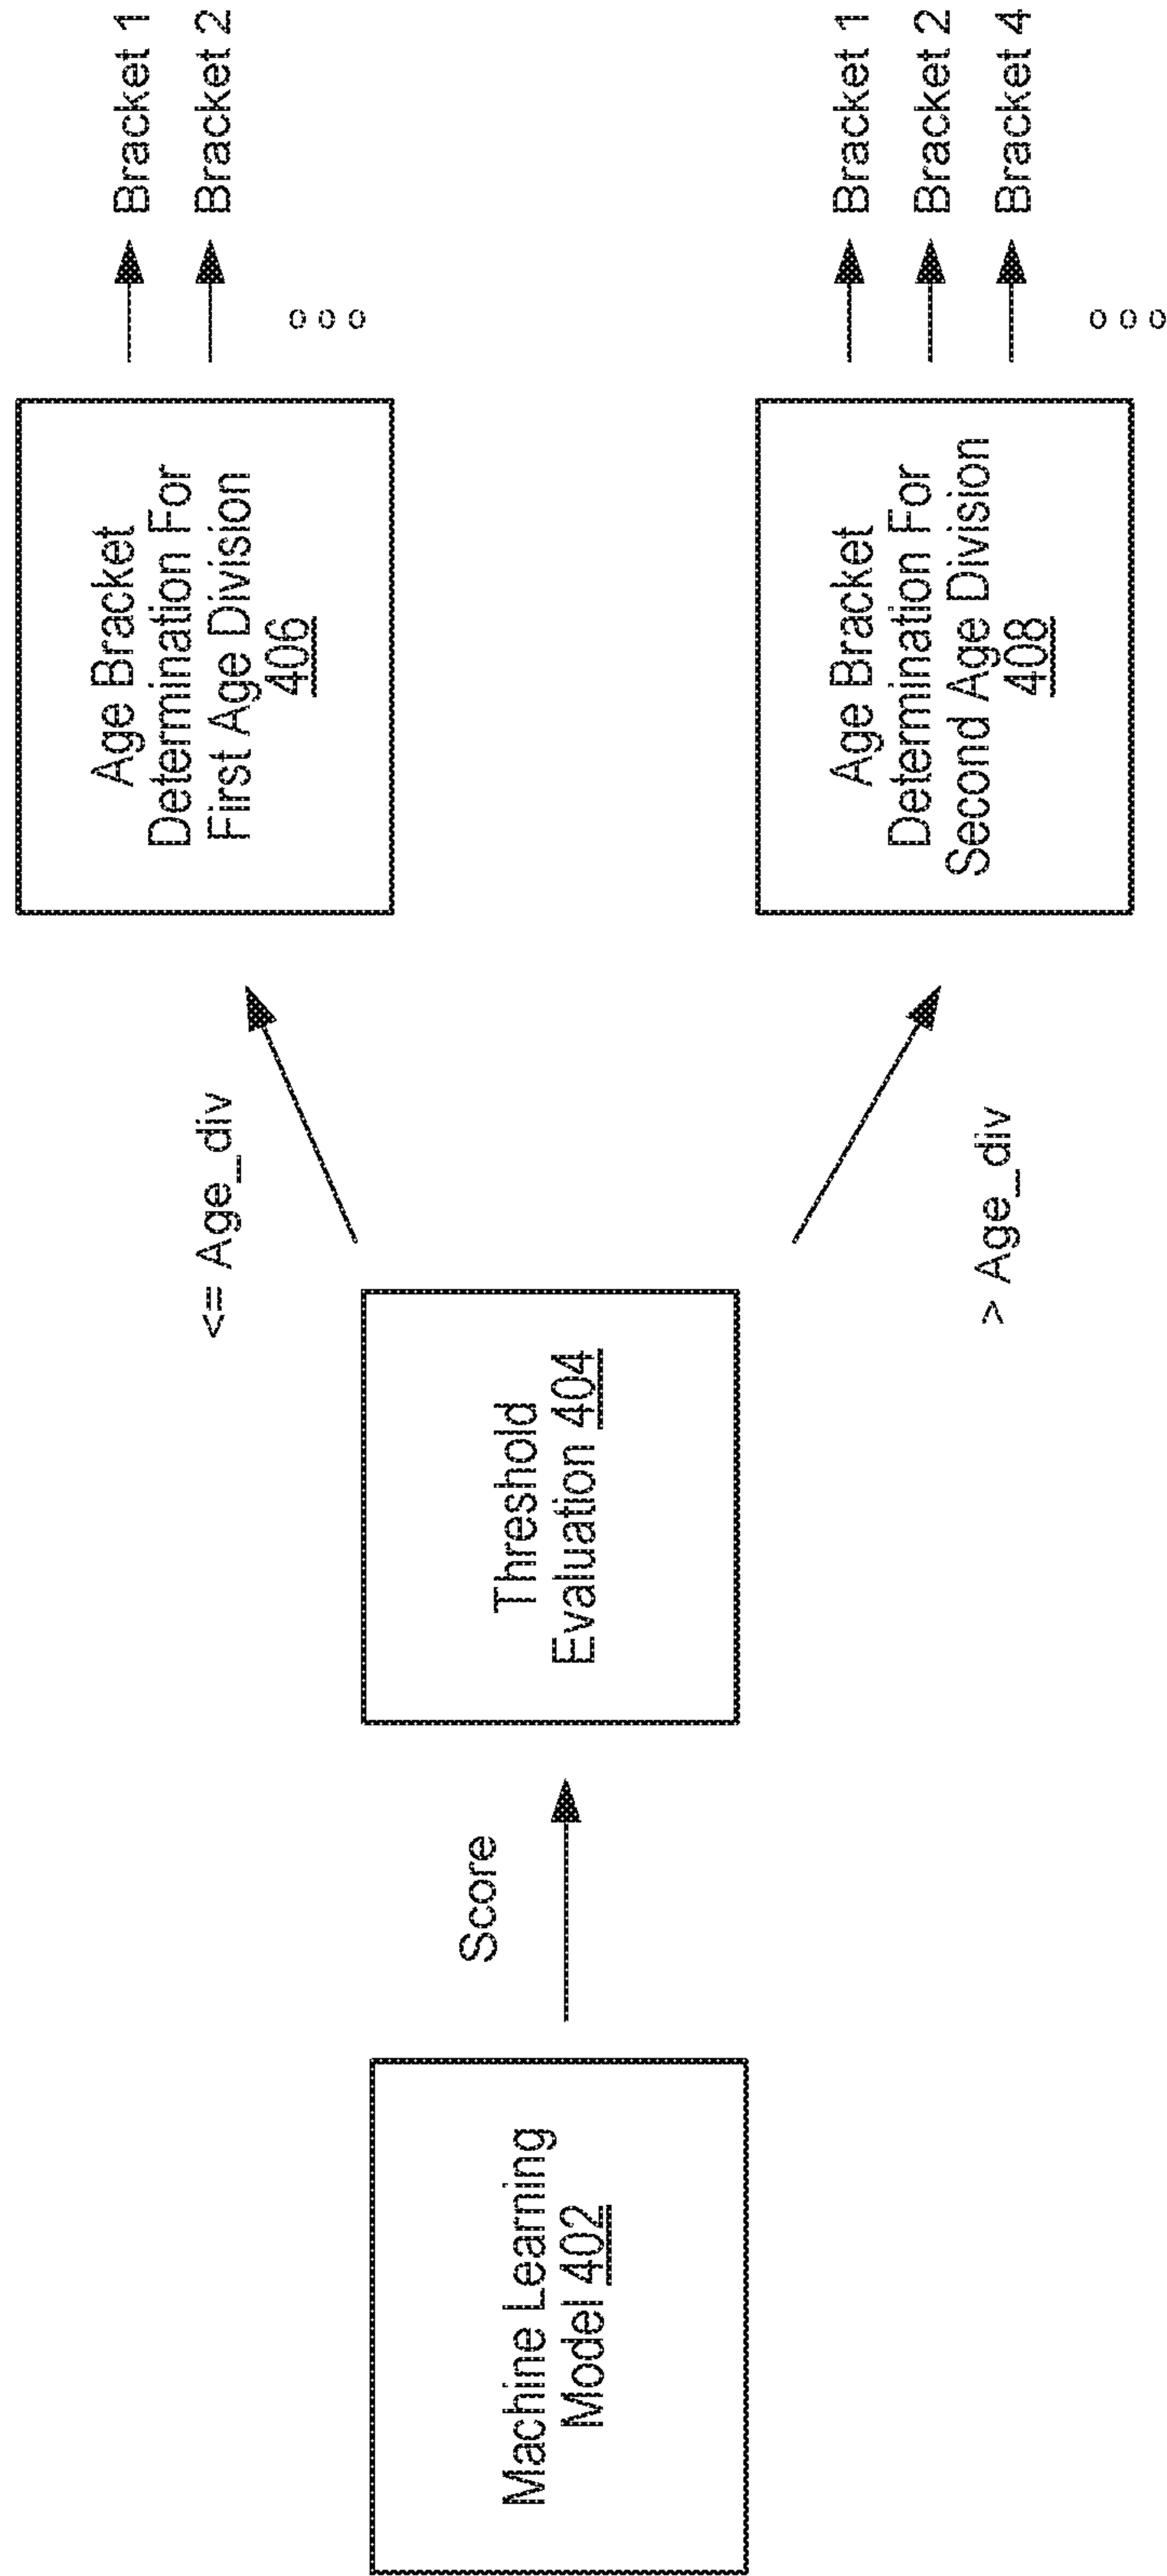 Machine Learning
Model 402
Score
Threshold
Evaluation 404
<= Age_div
> Age_div
Age Bracket
Determination For
First Age Division
406
Bracket 1
Bracket 2
o o o
Age Bracket
Determination For
Second Age Division
408
Bracket 1
Bracket 2
Bracket 4
o o o